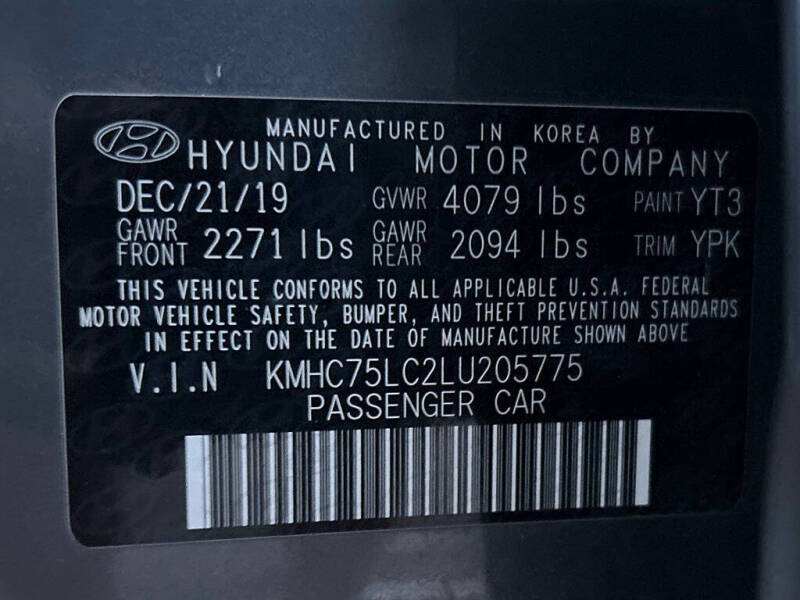 MANUFACTURED IN KOREA BY
HYUNDAI MOTOR COMPANY
DEC/21/19 GVWR 4079 lbs PAINT YT3
GAWR FRONT 2271 lbs GAWR REAR 2094 lbs TRIM YPK
THIS VEHICLE CONFORMS TO ALL APPLICABLE U.S.A. FEDERAL
MOTOR VEHICLE SAFETY, BUMPER, AND THEFT PREVENTION STANDARDS
IN EFFECT ON THE DATE OF MANUFACTURE SHOWN ABOVE
V.I.N KMHC75LC2LU205775
PASSENGER CAR